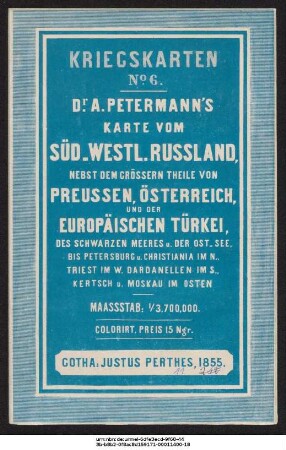 KRIEGSKARTEN
No. 6.
Dr. A. PETERMANN'S
KARTE VOM
SÜD-WESTL. RUSSLAND,
NEBST DEM GRÖSSERN THEILE VON
PREUSSEN, ÖSTERREICH,
UND DER
EUROPÄISCHEN TÜRKEI,
DES SCHWARZEN MEERES u. DER OST. SEE,
BIS PETERSBURG u. CHRISTIANIA IM N.,
TRIEST IM W. DARDANELLEN IM S.,
KERTSCH u. MOSKAU IM OSTEN
MAASSSTAB: 1/3,700,000.
COLORIRT, PREIS 15 Ngr.
GOTHA: JUSTUS PERTHES, 1855.